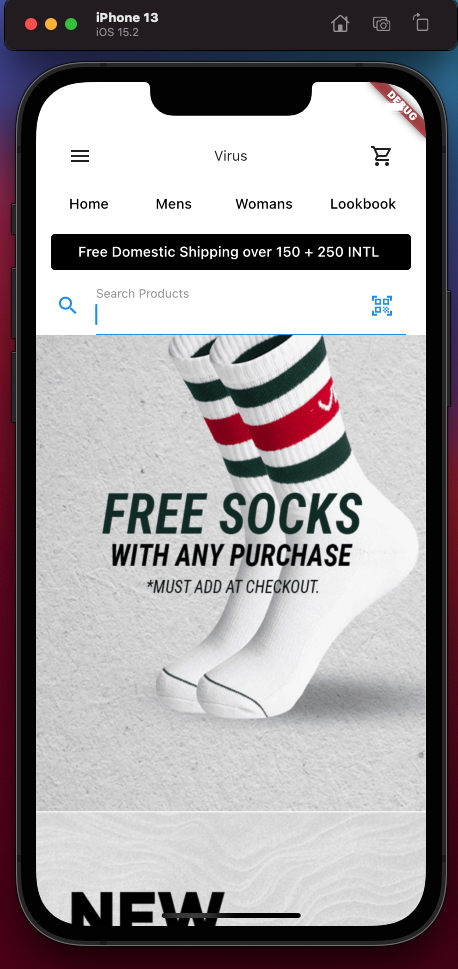 iPhone 13
iOS 15.2
DEBUG
Virus
Home Mens Womans Lookbook
Free Domestic Shipping over 150 + 250 INTL
Search Products
FREE SOCKS
WITH ANY PURCHASE
*MUST ADD AT CHECKOUT.
NEW